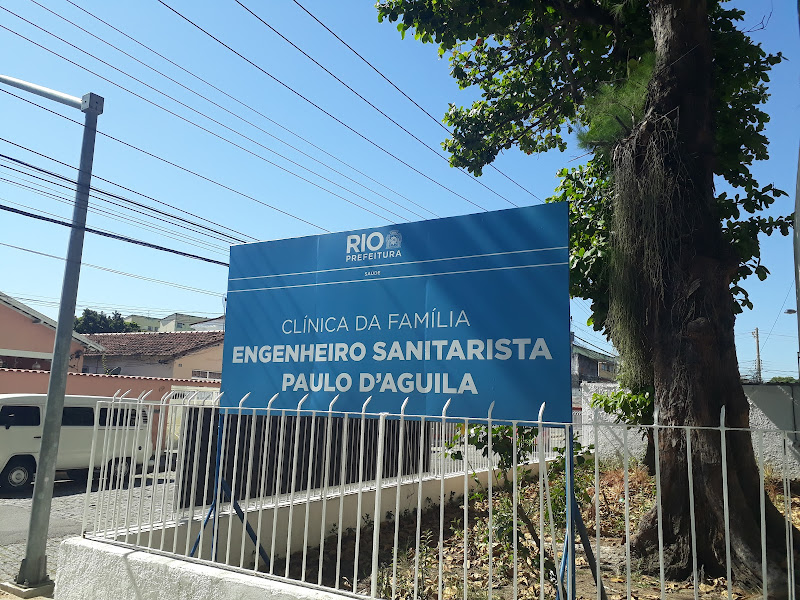 RIO
PREFEITURA
SAÚDE
CLÍNICA DA FAMÍLIA
ENGENHEIRO SANITARISTA
PAULO D'AGUILA